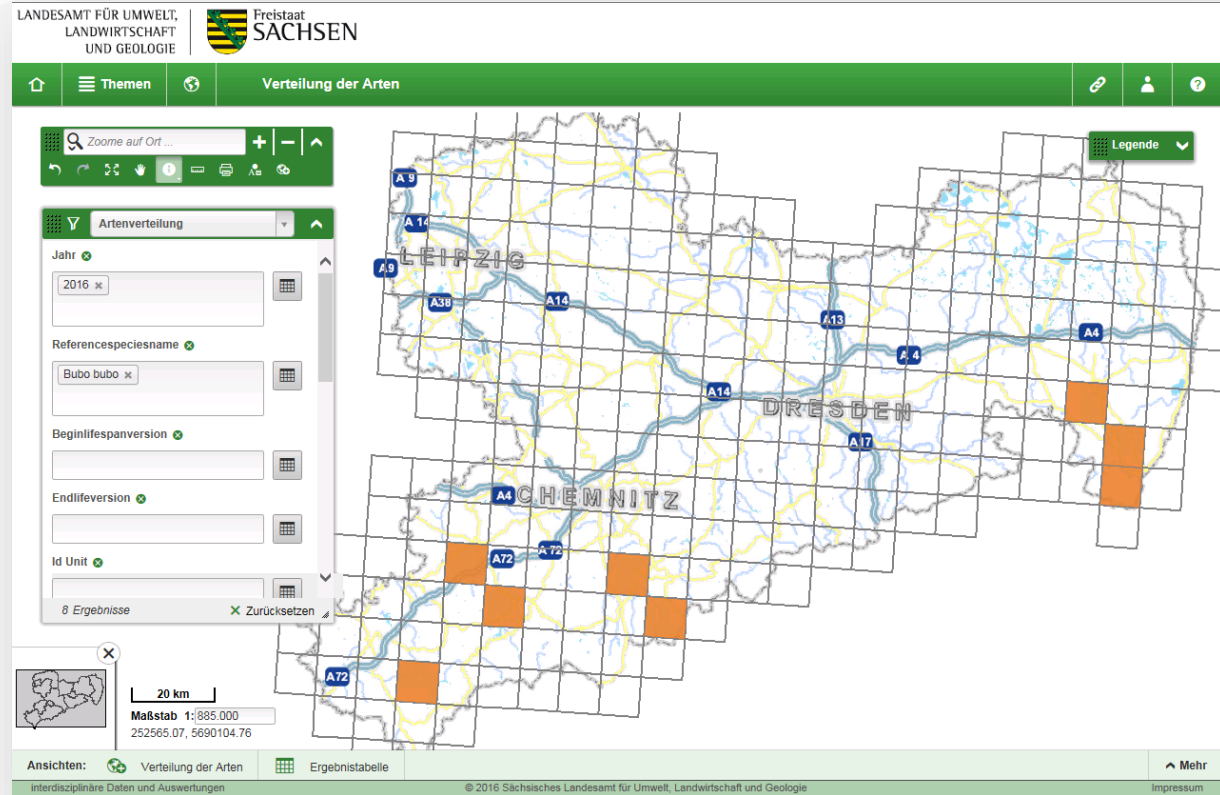 LANDESAMT FÜR UMWELT,
LANDWIRTSCHAFT
UND GEOLOGIE
Freistaat
SACHSEN
Themen
Verteilung der Arten
Zoome auf Ort ...
Legende
Artenverteilung
Jahr
2016
Referencespeciesname
Bubo bubo
Beginlifespanversion
Endlifeversion
Id Unit
8 Ergebnisse
Zurücksetzen
A 9
A 14
LEIPZIG
A9
A38
A14
A13
A4
A 4
A14
DRESDEN
A17
A4
CHEMNITZ
A72
A 72
A72
20 km
Maßstab 1: 885.000
252565.07, 5690104.76
Ansichten:
Verteilung der Arten
Ergebnistabelle
Mehr
interdisziplinäre Daten und Auswertungen
© 2016 Sächsisches Landesamt für Umwelt, Landwirtschaft und Geologie
Impressum